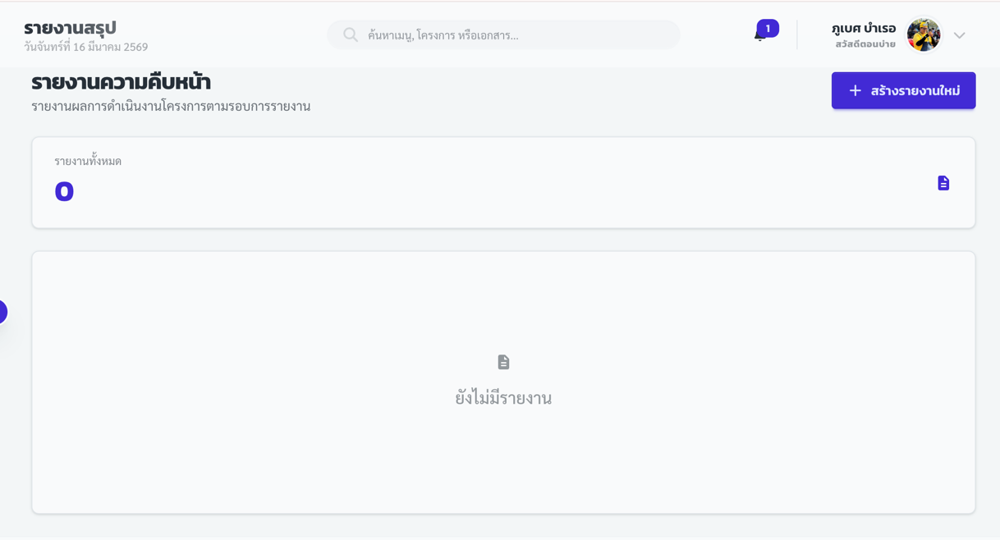 รายงานสรุป
วันจันทร์ที่ 16 มีนาคม 2569
ค้นหาเมนู, โครงการ หรือเอกสาร...
1
ภูเบศ บำเรอ
สวัสดีตอนบ่าย
รายงานความคืบหน้า
รายงานผลการดำเนินงานโครงการตามรอบการรายงาน
สร้างรายงานใหม่
รายงานทั้งหมด
0
ยังไม่มีรายงาน